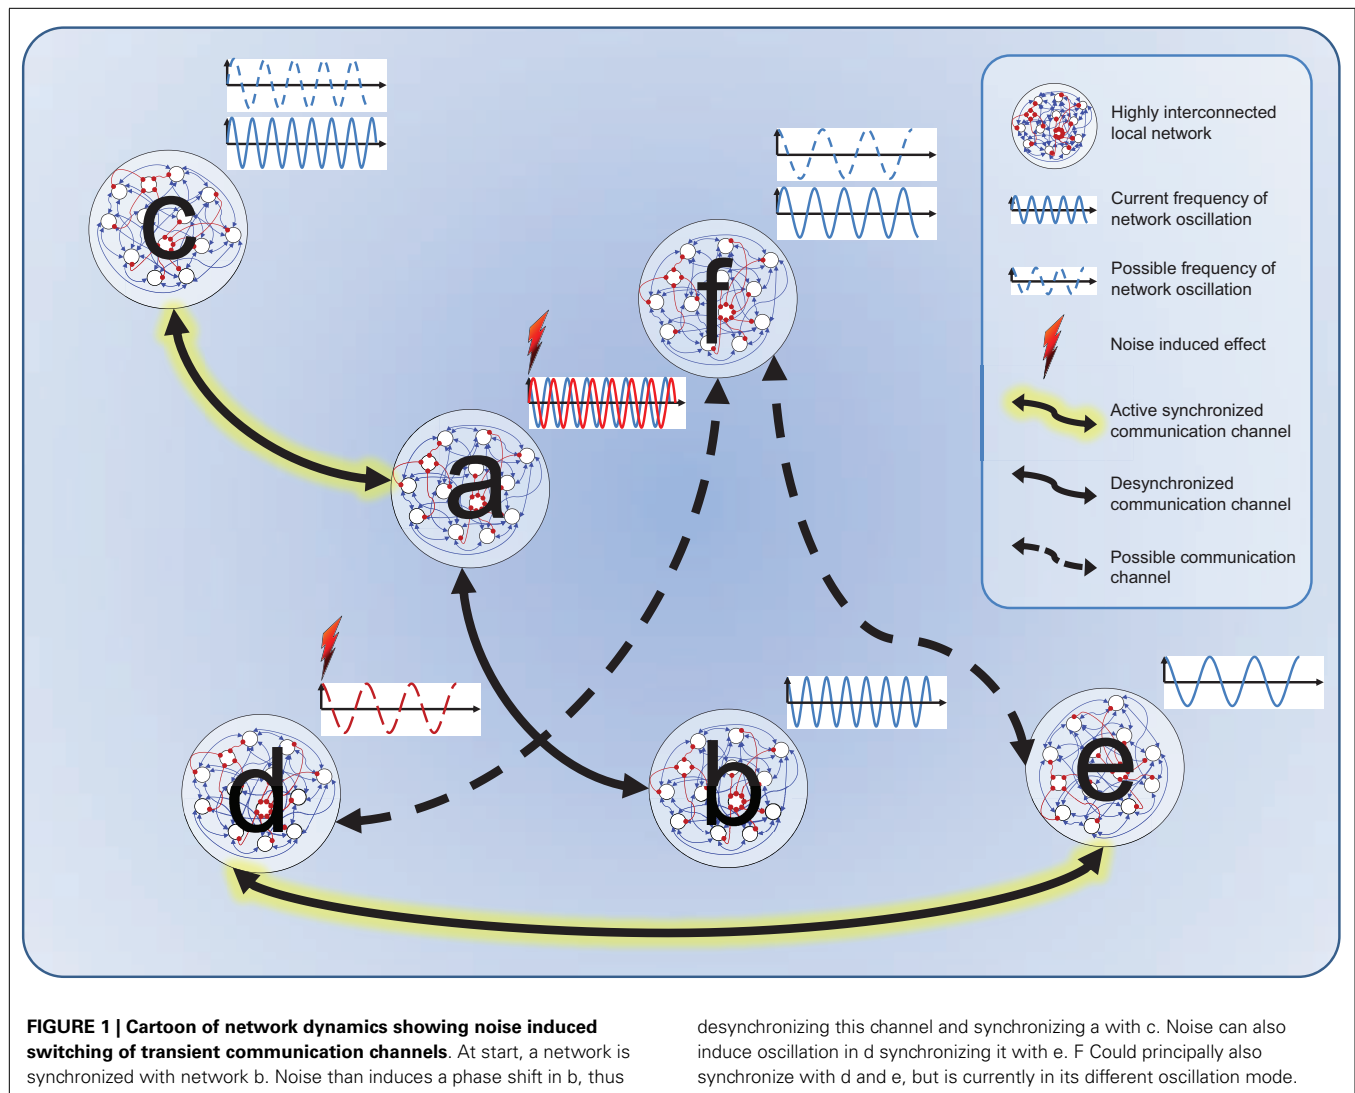 c
f
a
d
b
e
Highly interconnected
local network
Current frequency of
network oscillation
Possible frequency of
network oscillation
Noise induced effect
Active synchronized
communication channel
Desynchronized
communication channel
Possible communication
channel
FIGURE 1 | Cartoon of network dynamics showing noise induced
switching of transient communication channels. At start, a network is
synchronized with network b. Noise than induces a phase shift in b, thus
desynchronizing this channel and synchronizing a with c. Noise can also
induce oscillation in d synchronizing it with e. F Could principally also
synchronize with d and e, but is currently in its different oscillation mode.